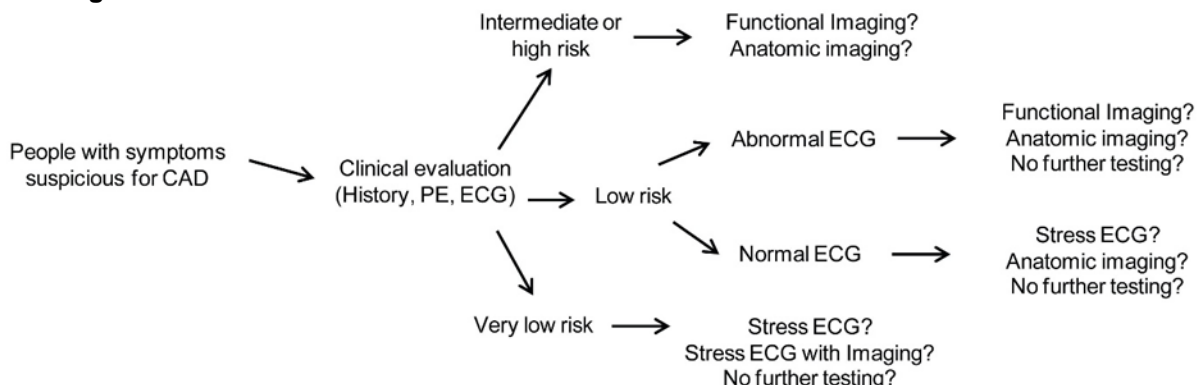 Intermediate or
high risk
Functional Imaging?
Anatomic imaging?
People with symptoms
suspicious for CAD
Clinical evaluation
(History, PE, ECG)
Low risk
Abnormal ECG
Functional Imaging?
Anatomic imaging?
No further testing?
Normal ECG
Stress ECG?
Anatomic imaging?
No further testing?
Very low risk
Stress ECG?
Stress ECG with Imaging?
No further testing?